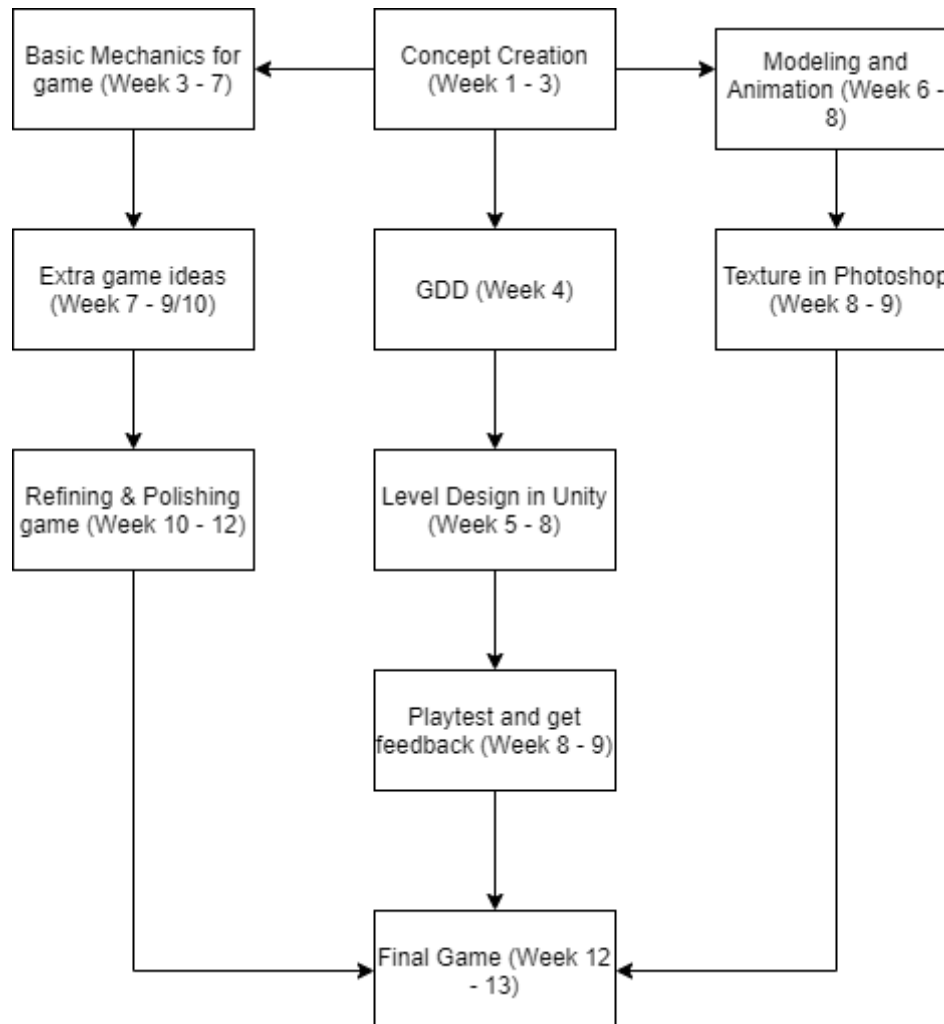 Basic Mechanics for
game (Week 3 - 7)
Concept Creation
(Week 1 - 3)
Modeling and
Animation (Week 6 -
8)
Extra game ideas
(Week 7 - 9/10)
GDD (Week 4)
Texture in Photoshop
(Week 8 - 9)
Refining & Polishing
game (Week 10 - 12)
Level Design in Unity
(Week 5 - 8)
Playtest and get
feedback (Week 8 - 9)
Final Game (Week 12
- 13)